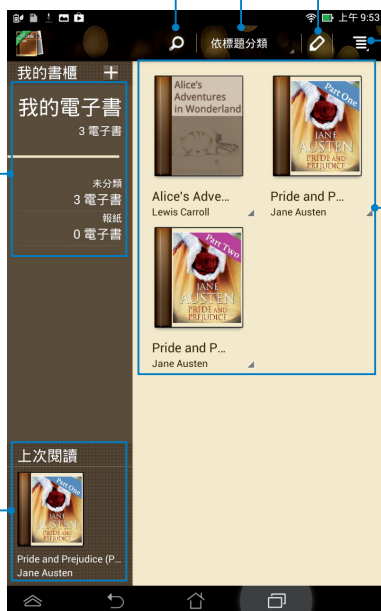 上午 9:53
依標題分類
我的書櫃
我的電子書
3 電子書
未分類
3 電子書
報紙
0 電子書
Alice's
Adventures
in Wonderland
Alice's Adve...
Lewis Carroll
Part One
JANE
AUSTEN
PRIDE AND
PREJUDICE
Pride and P...
Jane Austen
Part Two
JANE
AUSTEN
PRIDE AND
PREJUDICE
Pride and P...
Jane Austen
上次閱讀
Part One
JANE
AUSTEN
PRIDE AND
PREJUDICE
Pride and Prejudice (P...
Jane Austen